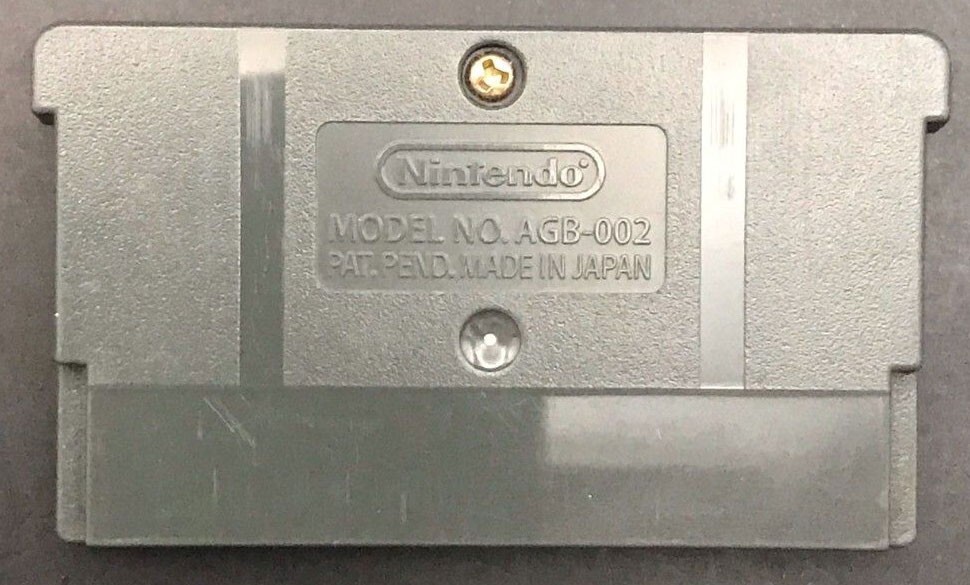 Nintendo®
MODEL NO. AGB-002
PAT. PEND. MADE IN JAPAN